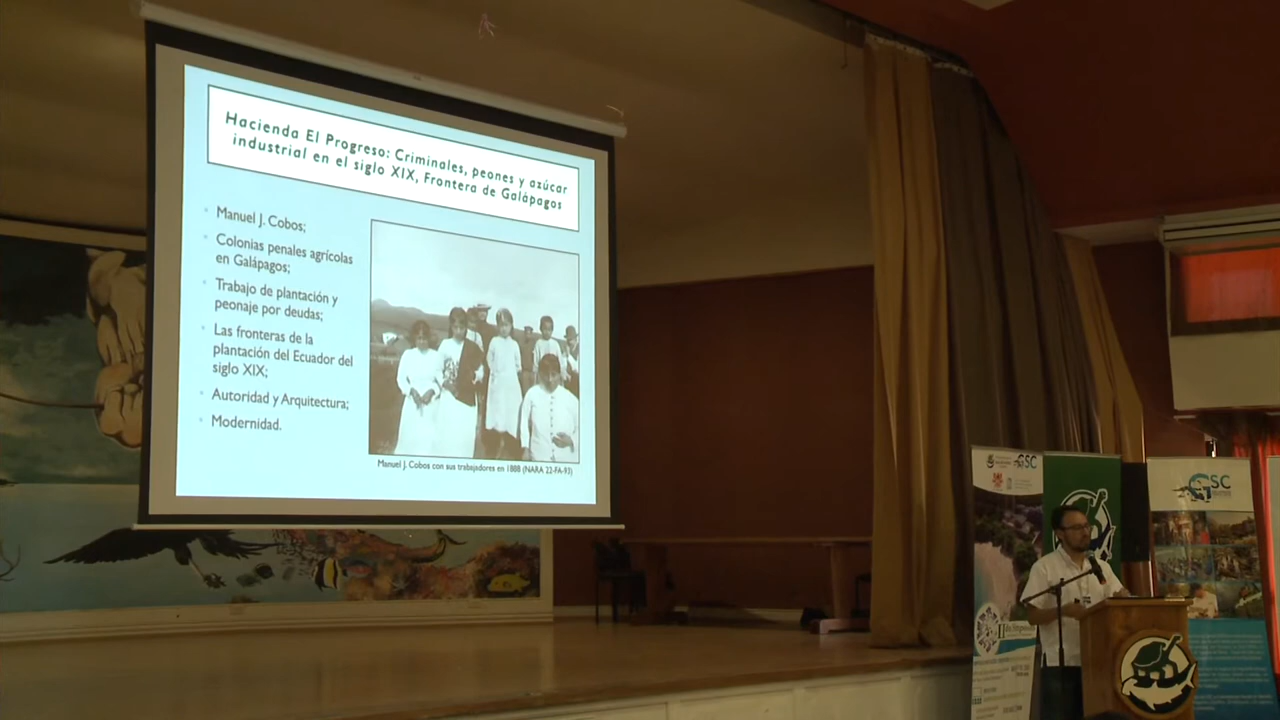 Hacienda El Progreso: Criminales, peones y azúcar
industrial en el siglo XIX, Frontera de Galápagos
Manuel J. Cobos;
Colonias penales agrícolas
en Galápagos;
Trabajo de plantación y
peonaje por deudas;
Las fronteras de la
plantación del Ecuador del
siglo XIX;
Autoridad y Arquitectura;
Modernidad.
Manuel J. Cobos con sus trabajadores en 1888 (NARA 22-FA-93)
GSC
GSC
II